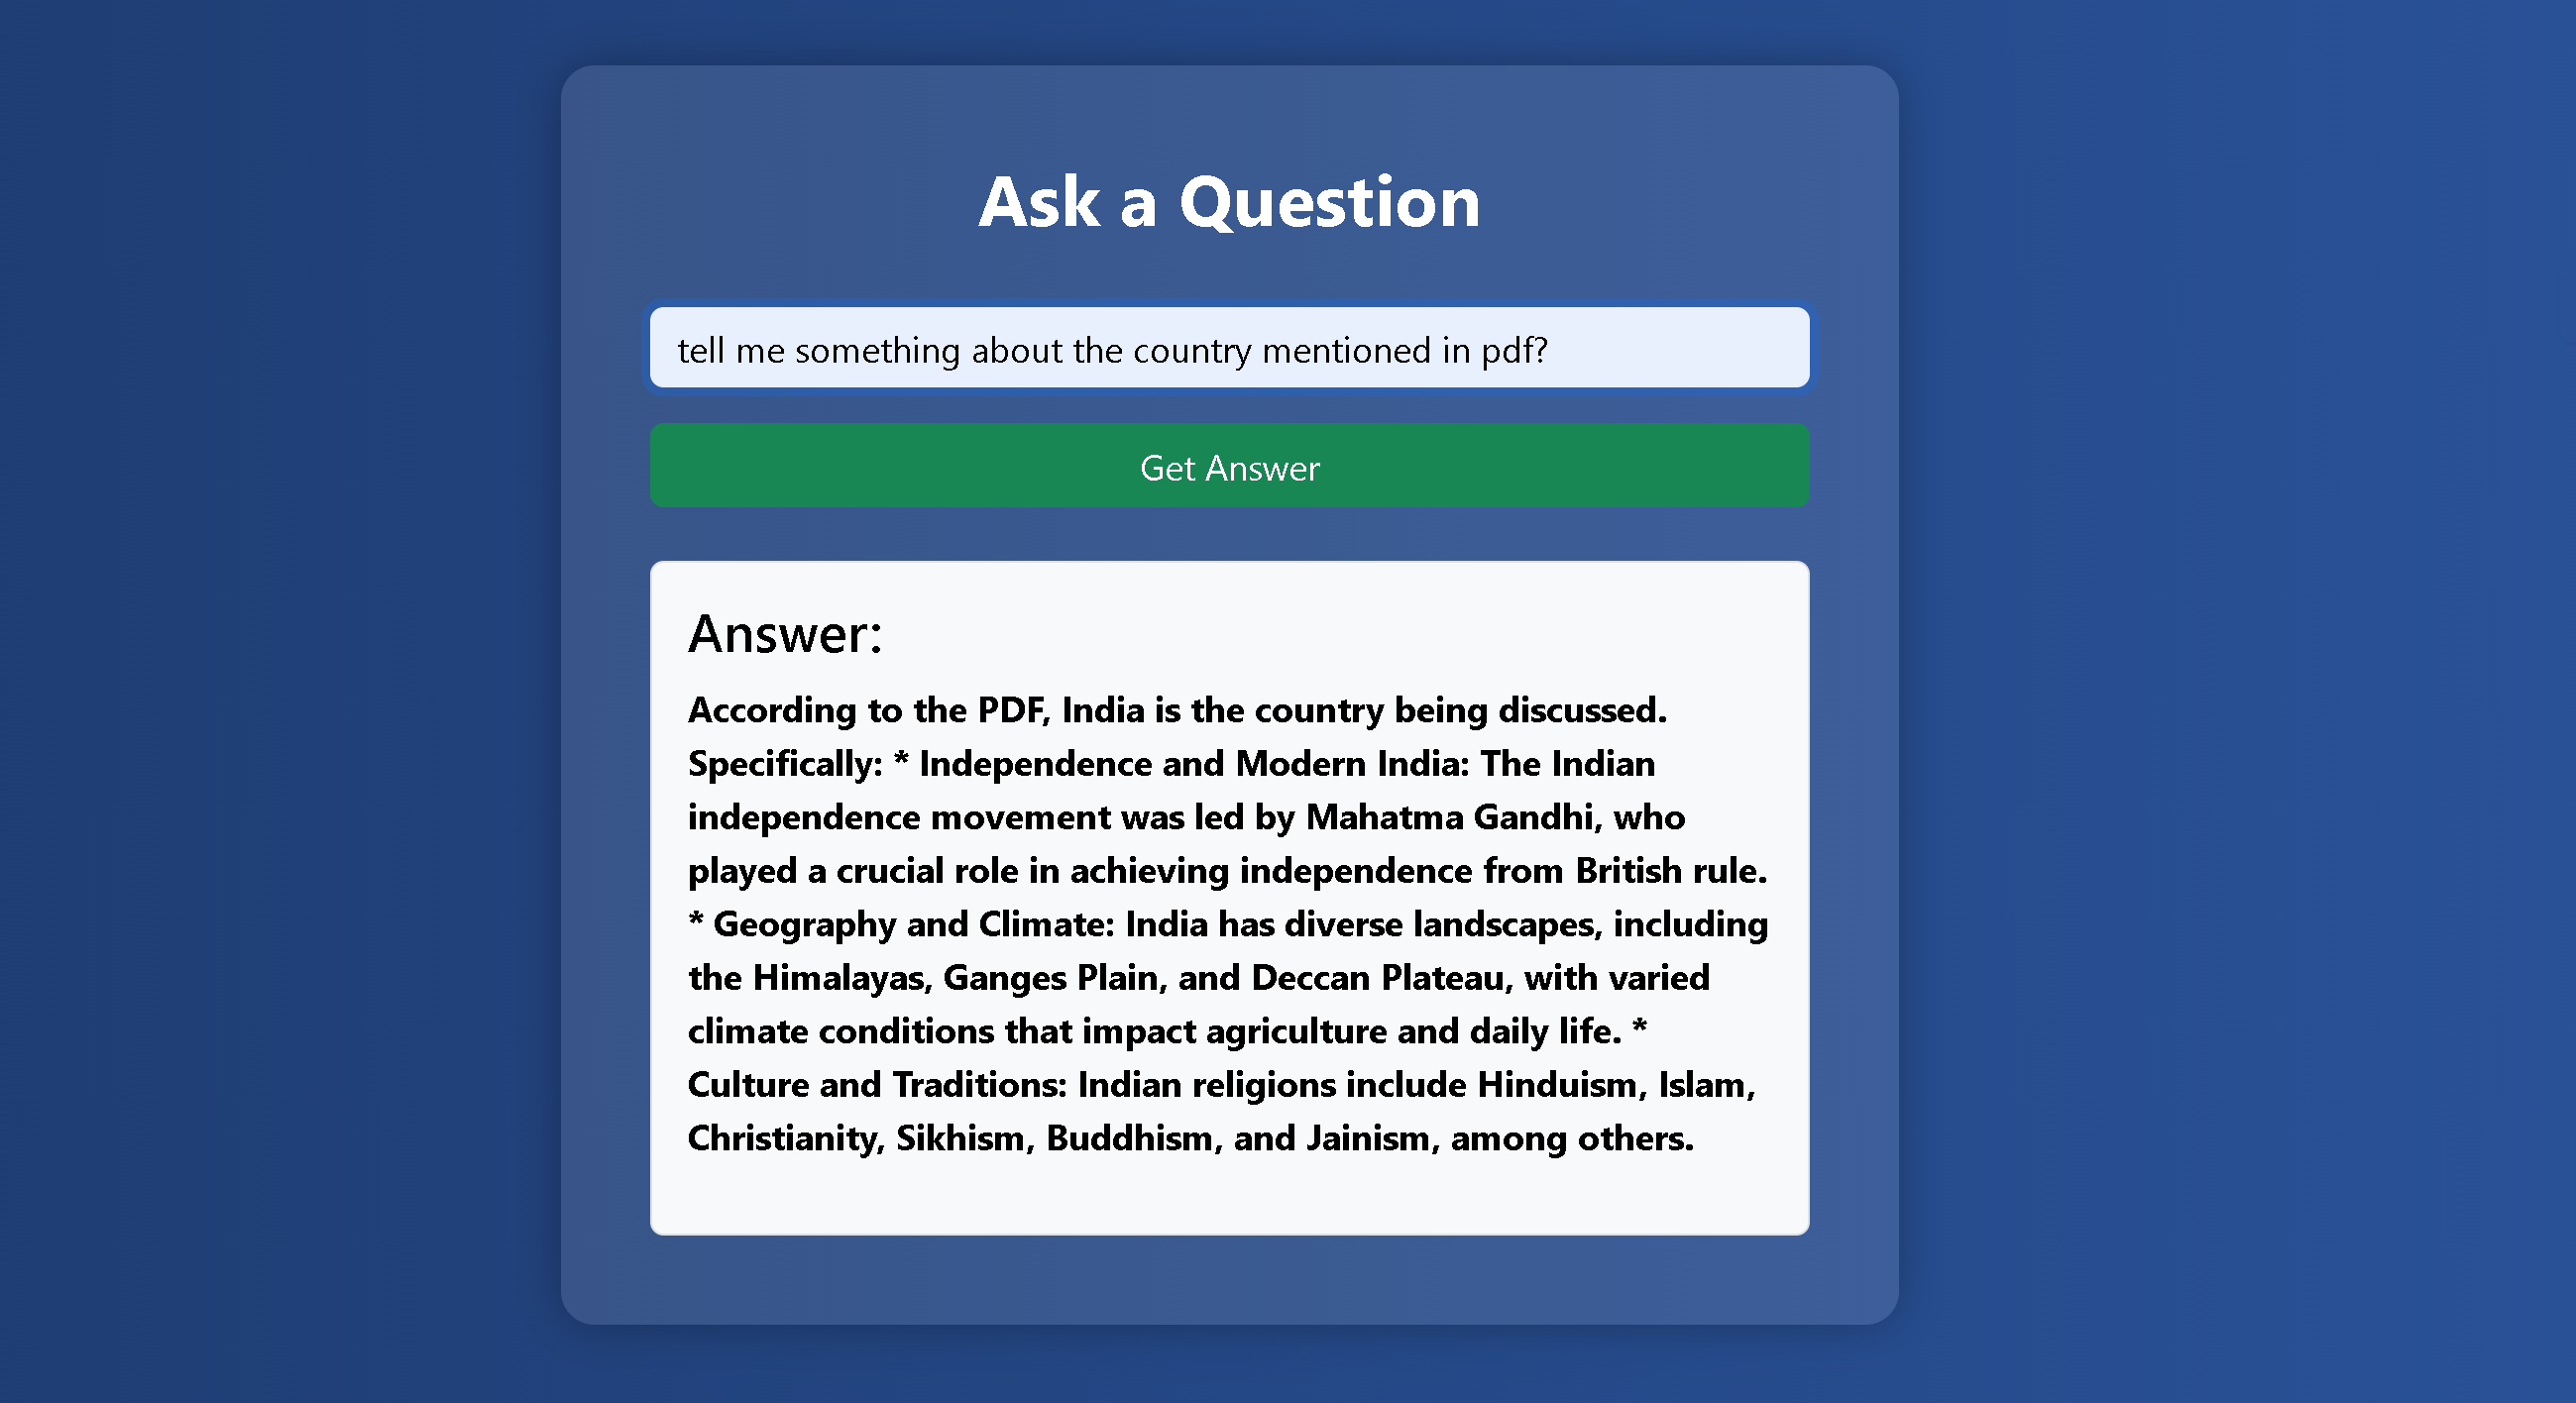 Ask a Question
tell me something about the country mentioned in pdf?
Get Answer
Answer:
According to the PDF, India is the country being discussed.
Specifically: * Independence and Modern India: The Indian
independence movement was led by Mahatma Gandhi, who
played a crucial role in achieving independence from British rule.
* Geography and Climate: India has diverse landscapes, including
the Himalayas, Ganges Plain, and Deccan Plateau, with varied
climate conditions that impact agriculture and daily life. *
Culture and Traditions: Indian religions include Hinduism, Islam,
Christianity, Sikhism, Buddhism, and Jainism, among others.